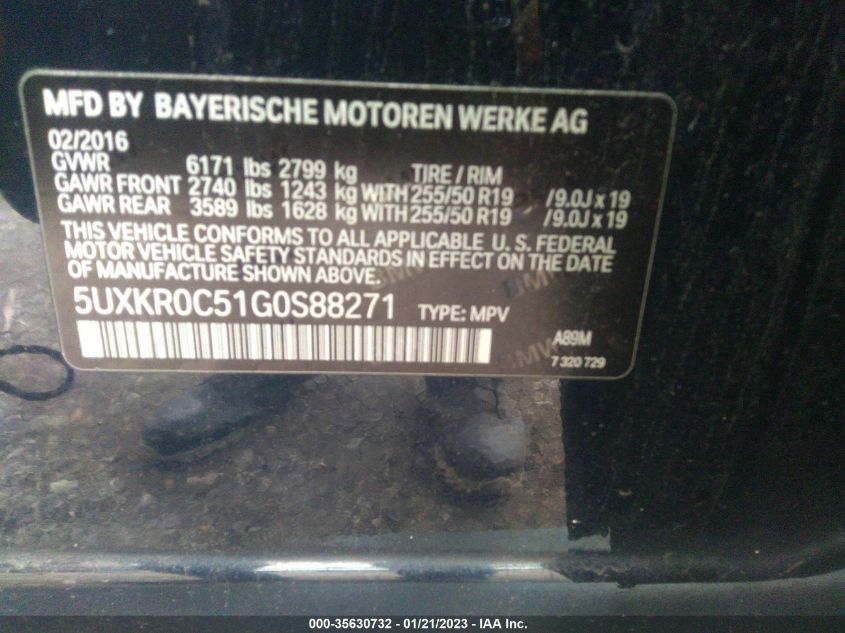 MFD BY BAYERISCHE MOTOREN WERKE AG
02/2016
GVWR 6171 lbs 2799 kg TIRE / RIM
GAWR FRONT 2740 lbs 1243 kg WITH 255/50 R19 /9.0J x 19
GAWR REAR 3589 lbs 1628 kg WITH 255/50 R19 /9.0J x 19
THIS VEHICLE CONFORMS TO ALL APPLICABLE U.S. FEDERAL
MOTOR VEHICLE SAFETY STANDARDS IN EFFECT ON THE DATE
OF MANUFACTURE SHOWN ABOVE.
5UXKR0C51G0S88271 TYPE: MPV
A89M
7 320 729
BMW
BMW
BMW
000-35630732 - 01/21/2023 - IAA Inc.